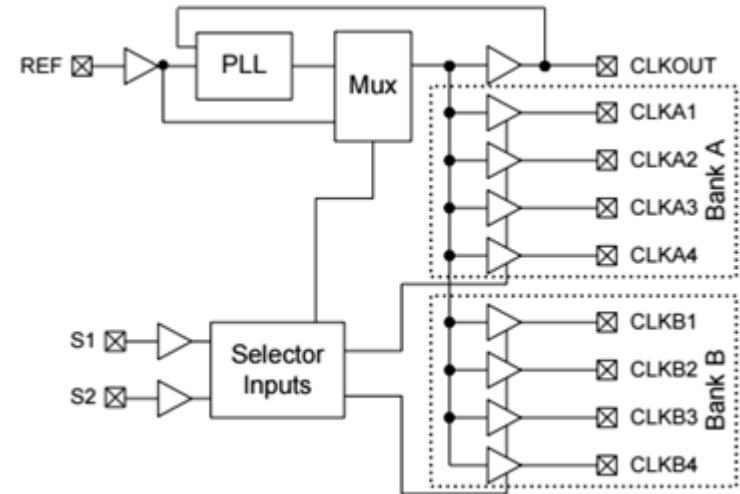 REF
PLL
Mux
CLKOUT
CLKA1
CLKA2
CLKA3
CLKA4
Bank A
S1
S2
Selector
Inputs
CLKB1
CLKB2
CLKB3
CLKB4
Bank B